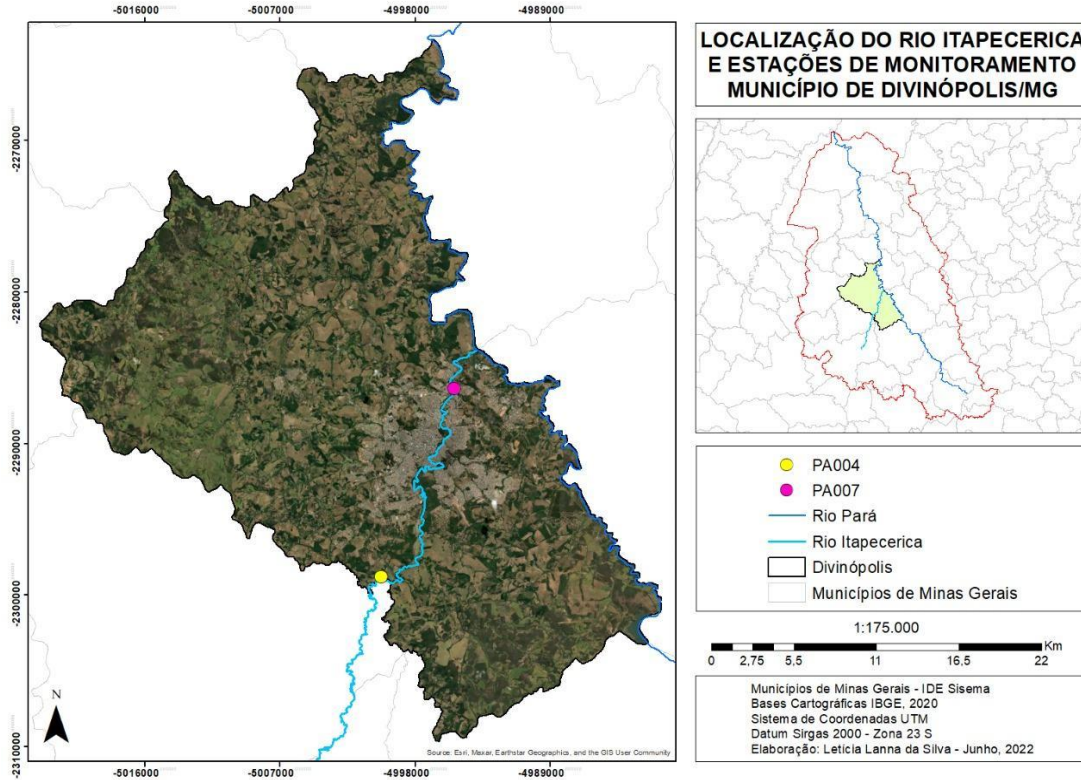 -5016000
-5007000
-4998000
-4989000
-2270000
-2280000
-2290000
-2300000
-2310000
N
Source: Esri, Maxar, Earthstar Geographics, and the GIS User Community
-5016000
-5007000
-4998000
-4989000
LOCALIZAÇÃO DO RIO ITAPECERICA
E ESTAÇÕES DE MONITORAMENTO
MUNICÍPIO DE DIVINÓPOLIS/MG
PA004
PA007
Rio Pará
Rio Itapecerica
Divinópolis
Municípios de Minas Gerais
1:175.000
Km
0 2,75 5,5 11 16,5 22
Municípios de Minas Gerais - IDE Sisema
Bases Cartográficas IBGE, 2020
Sistema de Coordenadas UTM
Datum Sirgas 2000 - Zona 23 S
Elaboração: Letícia Lanna da Silva - Junho, 2022